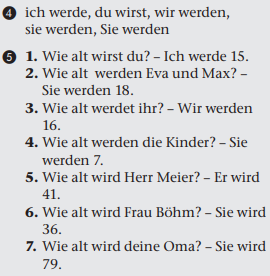 4 ich werde, du wirst, wir werden,
sie werden, Sie werden
5 1. Wie alt wirst du? – Ich werde 15.
2. Wie alt werden Eva und Max? –
Sie werden 18.
3. Wie alt werdet ihr? – Wir werden
16.
4. Wie alt werden die Kinder? – Sie
werden 7.
5. Wie alt wird Herr Meier? – Er wird
41.
6. Wie alt wird Frau Böhm? – Sie wird
36.
7. Wie alt wird deine Oma? – Sie wird
79.